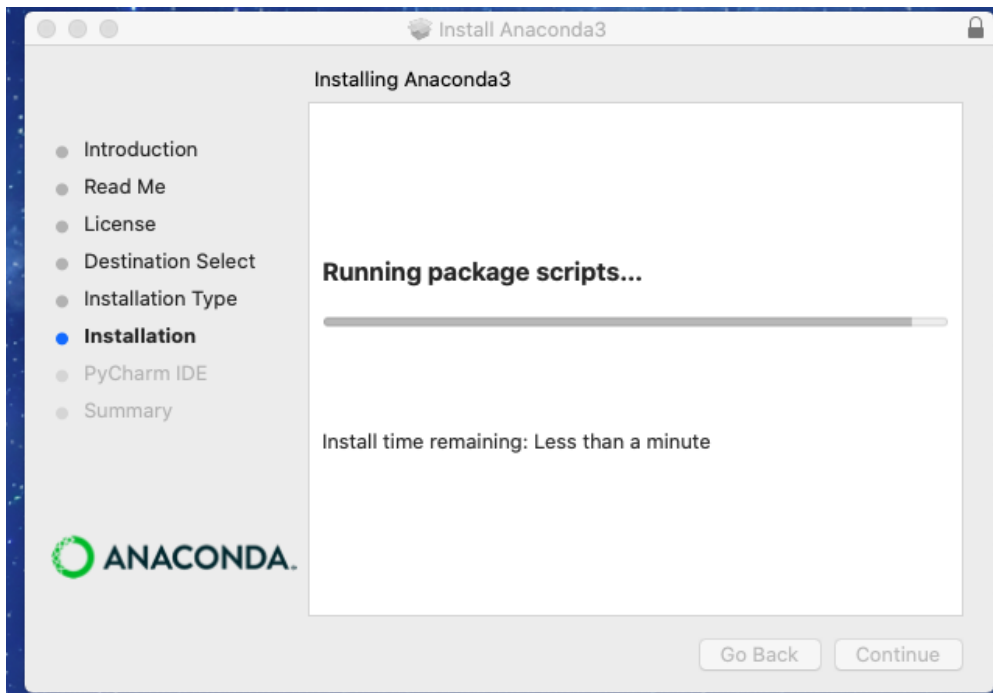 Install Anaconda3
Installing Anaconda3
Introduction
Read Me
License
Destination Select
Installation Type
Installation
PyCharm IDE
Summary
Running package scripts...
Install time remaining: Less than a minute
ANACONDA.
Go Back
Continue